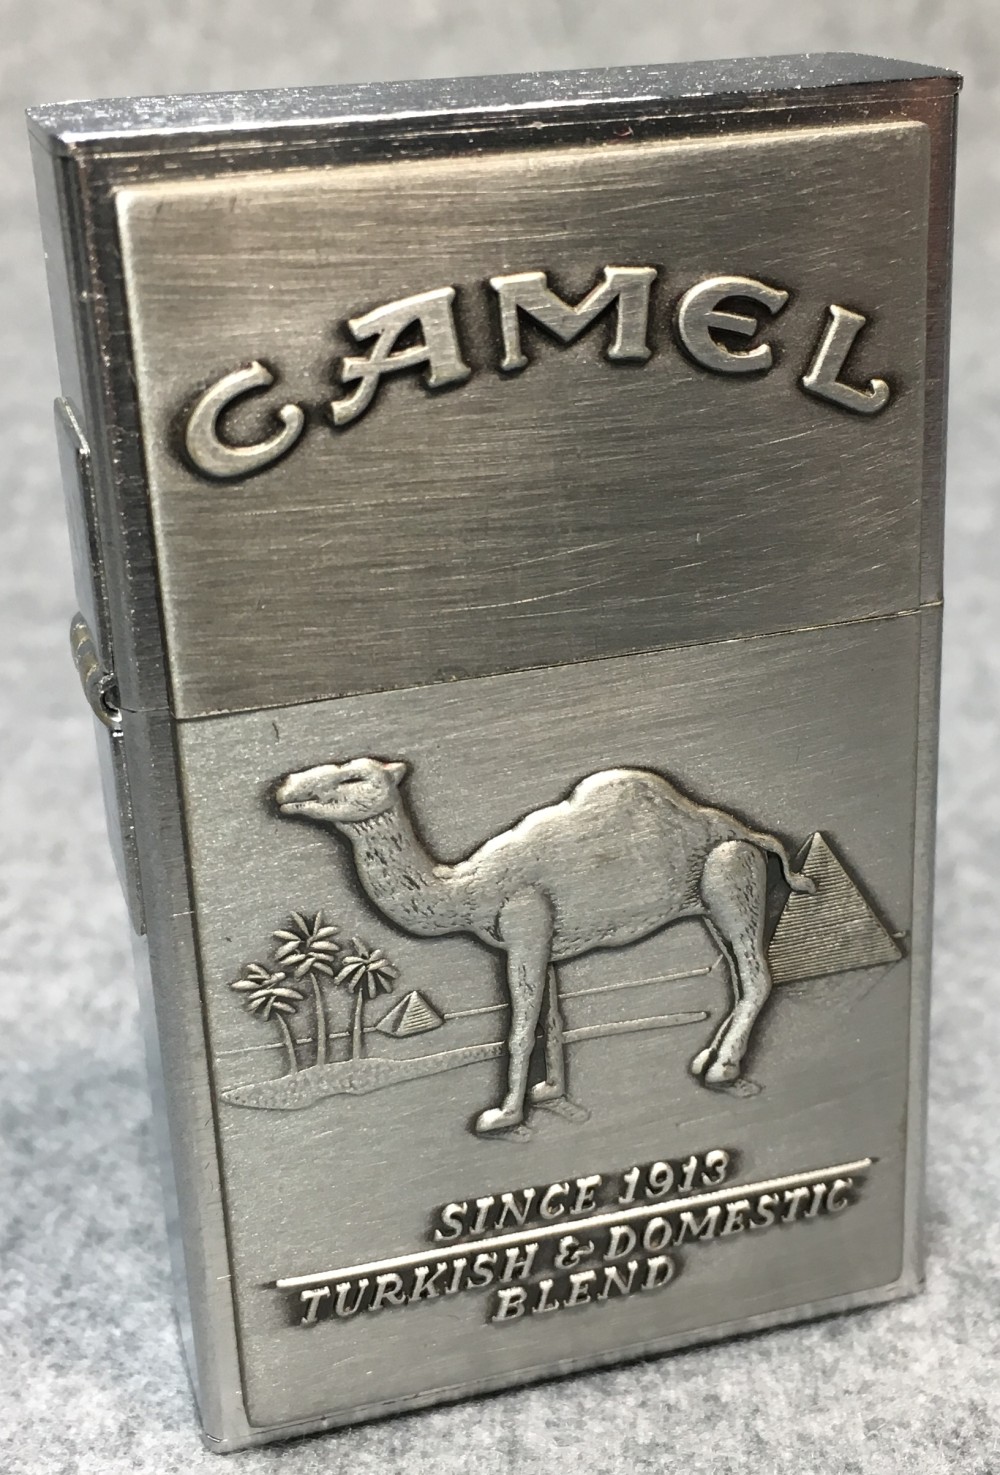 CAMEL
SINCE 1913
TURKISH & DOMESTIC
BLEND